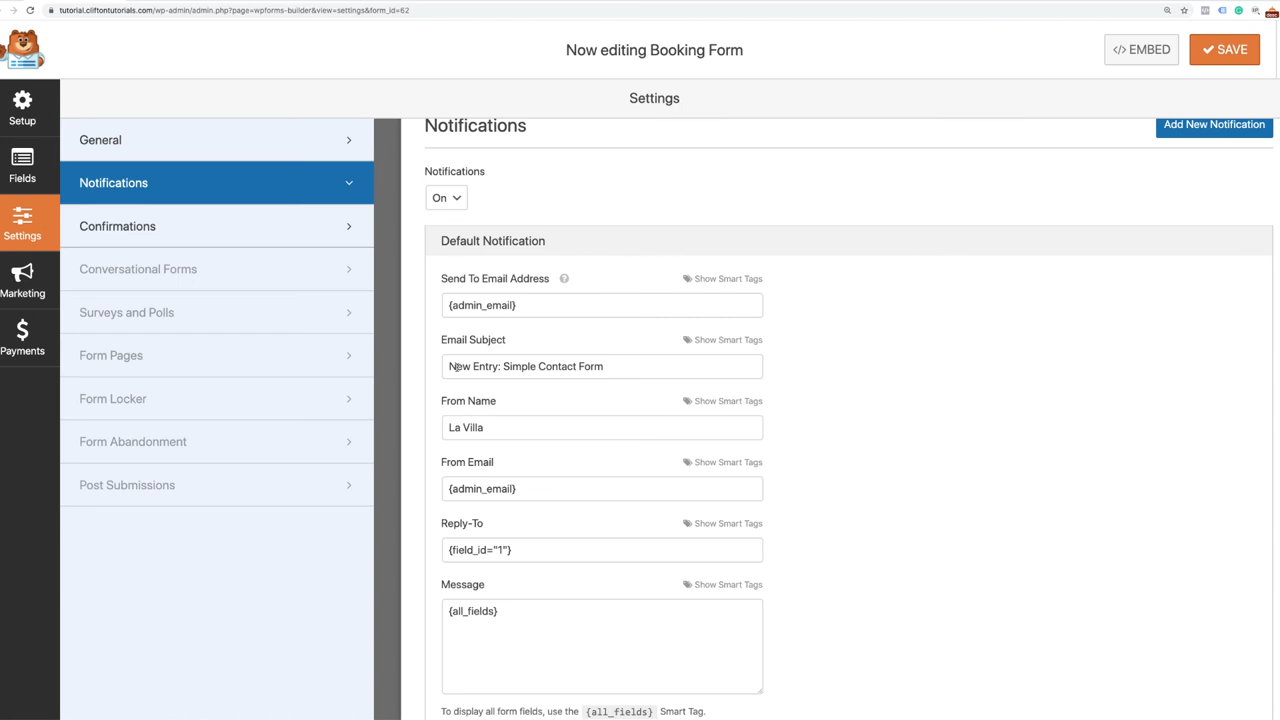 tutorial.cliftontutorials.com/wp-admin/admin.php?page=wpforms-builder&view=settings&form_id=62
Now editing Booking Form
</> EMBED
SAVE
Settings
Setup
Fields
Settings
Marketing
Payments
General
Notifications
Confirmations
Conversational Forms
Surveys and Polls
Form Pages
Form Locker
Form Abandonment
Post Submissions
Notifications
Add New Notification
Notifications
On
Default Notification
Send To Email Address
Show Smart Tags
{admin_email}
Email Subject
Show Smart Tags
New Entry: Simple Contact Form
From Name
Show Smart Tags
La Villa
From Email
Show Smart Tags
{admin_email}
Reply-To
Show Smart Tags
{field_id="1"}
Message
Show Smart Tags
{all_fields}
To display all form fields, use the {all_fields} Smart Tag.